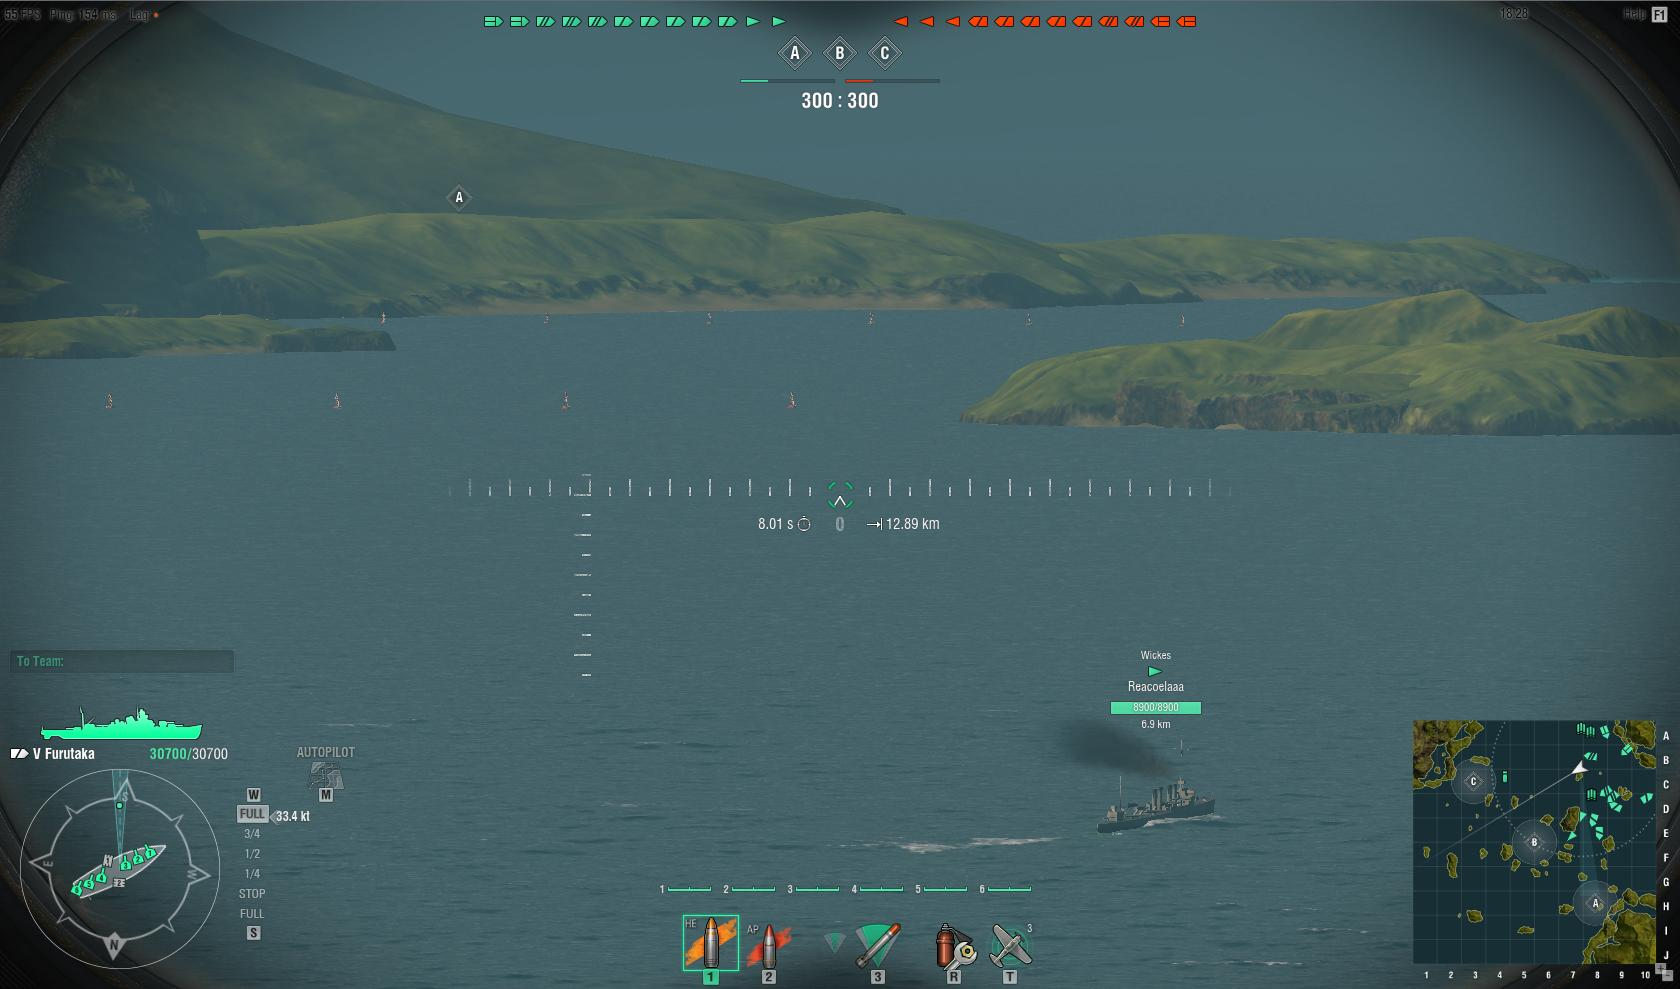 55 FPS Ping: 154 ms Lag:
18:28
Help F1
A B C
300 : 300
A
8.01 s 0 12.89 km
To Team:
Wickes
Reacoelaaa
8900/8900
6.9 km
V Furutaka 30700/30700
AUTOPILOT
M
W
FULL 33.4 kt
3/4
1/2
1/4
STOP
FULL
S
S
E
W
N
1 2 3 4 5 6
HE
AP
3
1 2 3 R T
C
B
A
A
B
C
D
E
F
G
H
I
J
1 2 3 4 5 6 7 8 9 10